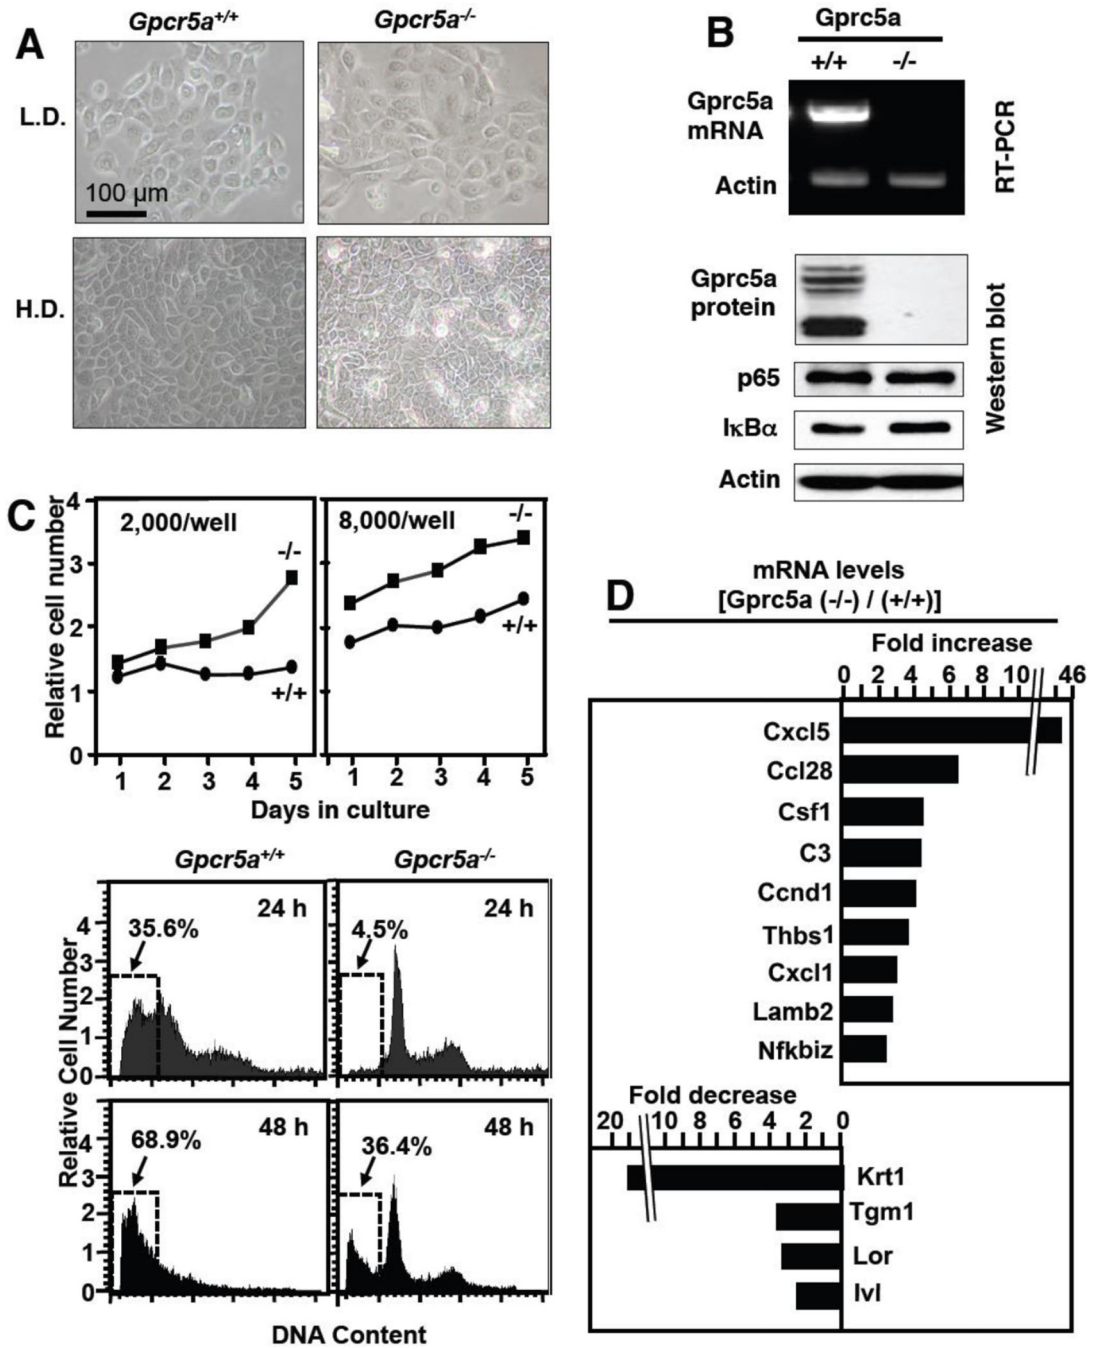 A
Gpcr5a+/+
Gpcr5a-/-
L.D.
100 µm
H.D.
B
Gprc5a
+/+
-/-
Gprc5a
mRNA
Actin
RT-PCR
Gprc5a
protein
p65
IκBα
Actin
Western blot
C
Relative cell number
4
3
2
1
0
2,000/well
-/-
+/+
8,000/well
-/-
+/+
1 2 3 4 5
1 2 3 4 5
Days in culture
Gpcr5a+/+
Gpcr5a-/-
Relative Cell Number
4
3
2
1
0
24 h
35.6%
24 h
4.5%
4
3
2
1
0
48 h
68.9%
48 h
36.4%
DNA Content
D
mRNA levels
[Gprc5a (-/-) / (+/+)]
Fold increase
0 2 4 6 8 10 46
Cxcl5
Ccl28
Csf1
C3
Ccnd1
Thbs1
Cxcl1
Lamb2
Nfkbiz
Fold decrease
20 10 8 6 4 2 0
Krt1
Tgm1
Lor
Ivl